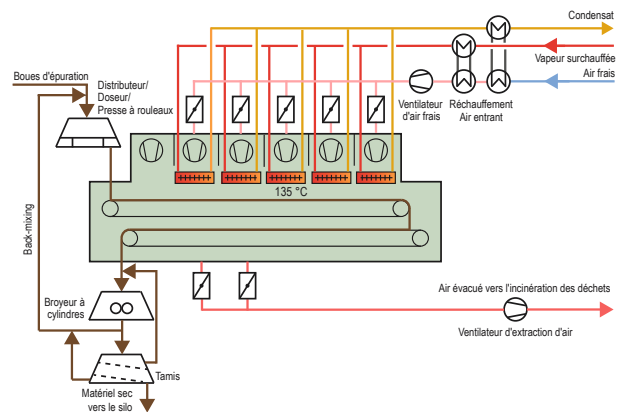 Condensat
Vapeur surchauffée
Air frais
Boues d'épuration
Distributeur/
Doseur/
Presse à rouleaux
Ventilateur
d'air frais
Réchauffement
Air entrant
135 °C
Back-mixing
Air évacué vers l'incinération des déchets
Ventilateur d'extraction d'air
Broyeur à
cylindres
Tamis
Matériel sec
vers le silo